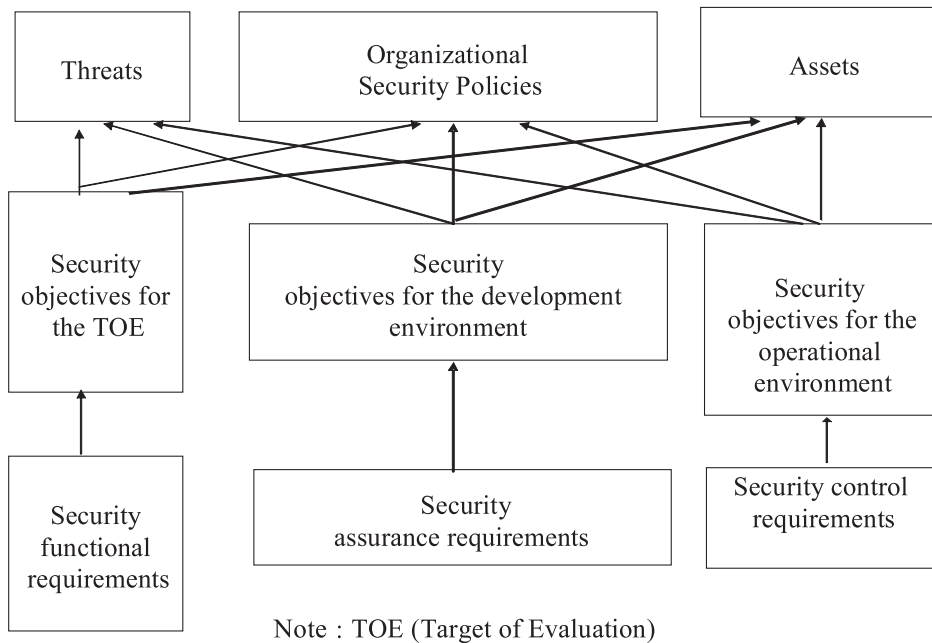 Threats
Organizational
Security Policies
Assets
Security
objectives for
the TOE
Security
objectives for the development
environment
Security
objectives for the
operational
environment
Security
functional
requirements
Security
assurance requirements
Security control
requirements
Note : TOE (Target of Evaluation)